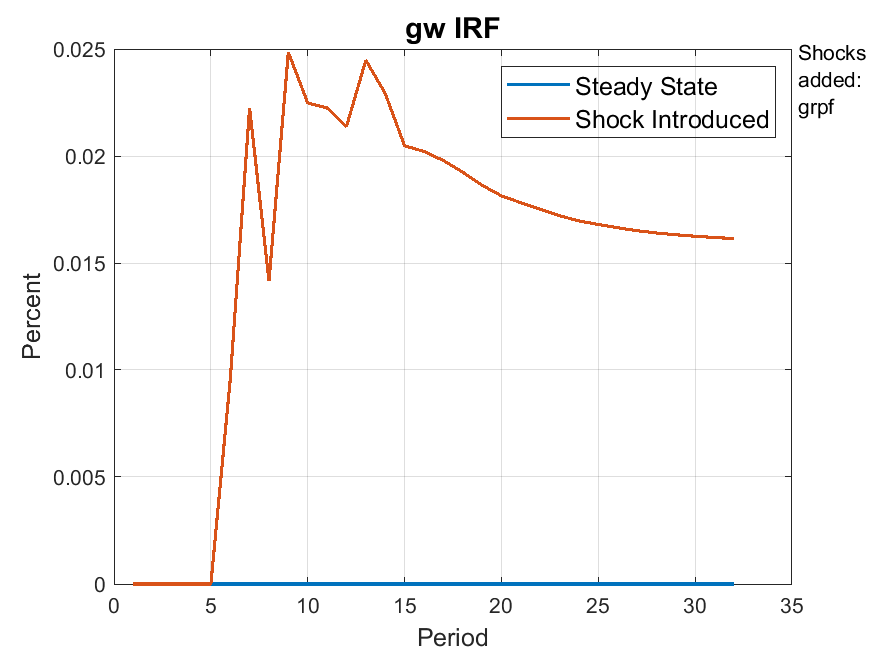 gw IRF
Shocks
added:
grpf
Steady State
Shock Introduced
0.025
0.02
0.015
0.01
0.005
0
Percent
0
5
10
15
20
25
30
35
Period